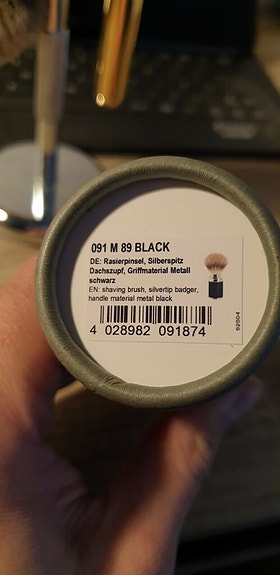 091 M 89 BLACK
DE: Rasierpinsel, Silberspitz
Dachszupf, Griffmaterial Metall
schwarz
EN: shaving brush, silvertip badger,
handle material metal black
4 028982 091874
62604